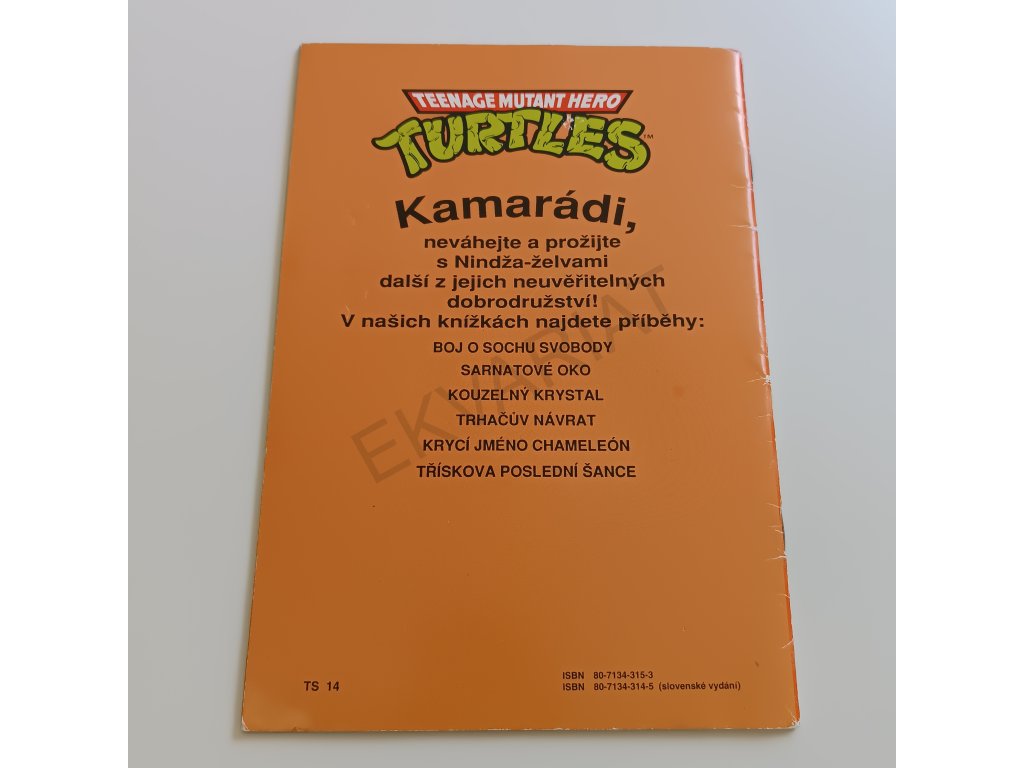 TEENAGE MUTANT HERO
TURTLES™
Kamarádi,
neváhejte a prožijte
s Nindža-želvami
další z jejich neuvěřitelných
dobrodružství!
V našich knížkách najdete příběhy:
BOJ O SOCHU SVOBODY
SARNATOVÉ OKO
KOUZELNÝ KRYSTAL
TRHAČŮV NÁVRAT
KRYCÍ JMÉNO CHAMELEÓN
TŘÍSKOVA POSLEDNÍ ŠANCE
EKVARIAT
TS 14
ISBN 80-7134-315-3
ISBN 80-7134-314-5 (slovenské vydání)